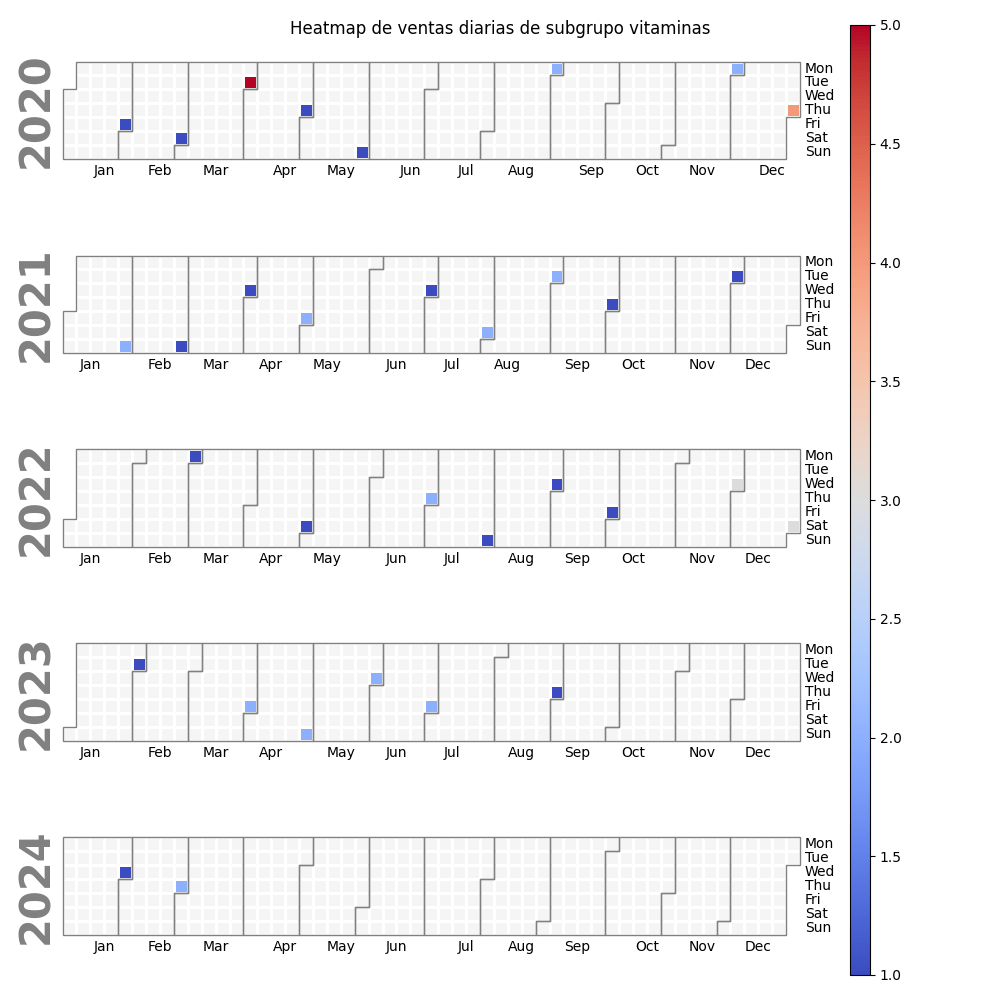 Heatmap de ventas diarias de subgrupo vitaminas
2020
Mon
Tue
Wed
Thu
Fri
Sat
Sun
Jan Feb Mar Apr May Jun Jul Aug Sep Oct Nov Dec
2021
Mon
Tue
Wed
Thu
Fri
Sat
Sun
Jan Feb Mar Apr May Jun Jul Aug Sep Oct Nov Dec
2022
Mon
Tue
Wed
Thu
Fri
Sat
Sun
Jan Feb Mar Apr May Jun Jul Aug Sep Oct Nov Dec
2023
Mon
Tue
Wed
Thu
Fri
Sat
Sun
Jan Feb Mar Apr May Jun Jul Aug Sep Oct Nov Dec
2024
Mon
Tue
Wed
Thu
Fri
Sat
Sun
Jan Feb Mar Apr May Jun Jul Aug Sep Oct Nov Dec
5.0
4.5
4.0
3.5
3.0
2.5
2.0
1.5
1.0